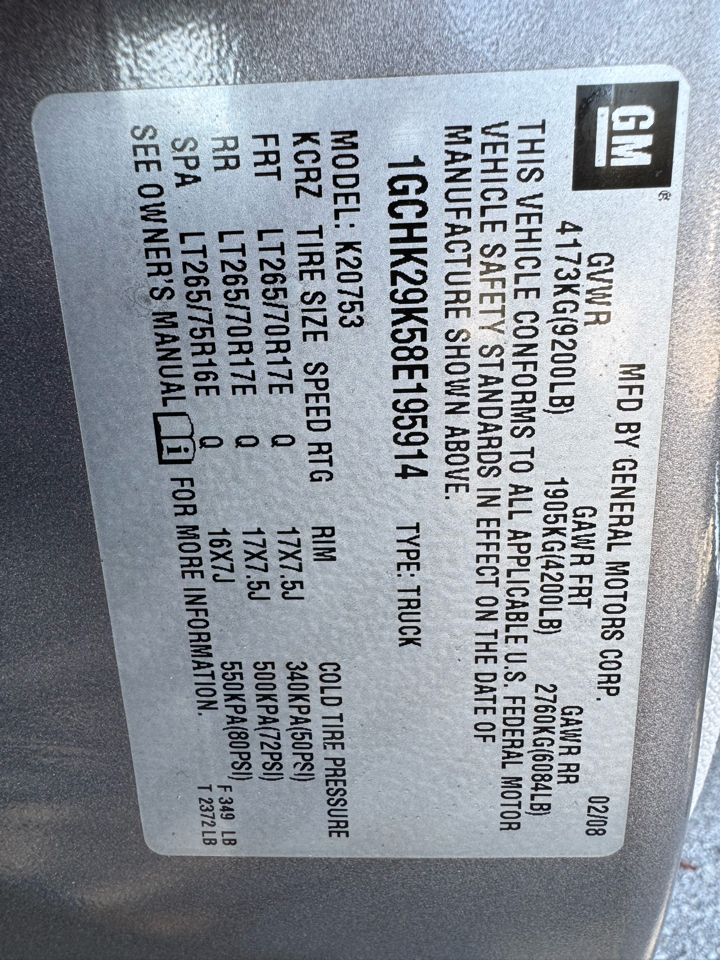 GM®
MFD BY GENERAL MOTORS CORP. 02/08
GVWR GAWR FRT GAWR RR
4173KG(9200LB) 1905KG(4200LB) 2760KG(6084LB)
THIS VEHICLE CONFORMS TO ALL APPLICABLE U.S. FEDERAL MOTOR
VEHICLE SAFETY STANDARDS IN EFFECT ON THE DATE OF
MANUFACTURE SHOWN ABOVE.
1GCHK29K58E195914 TYPE: TRUCK
MODEL: K20753
KCRZ TIRE SIZE SPEED RTG RIM COLD TIRE PRESSURE
FRT LT265/70R17E Q 17X7.5J 340KPA(50PSI)
RR LT265/70R17E Q 17X7.5J 500KPA(72PSI)
SPA LT265/75R16E Q 16X7J 550KPA(80PSI)
SEE OWNER'S MANUAL i FOR MORE INFORMATION.
F 349 LB
T 2372 LB